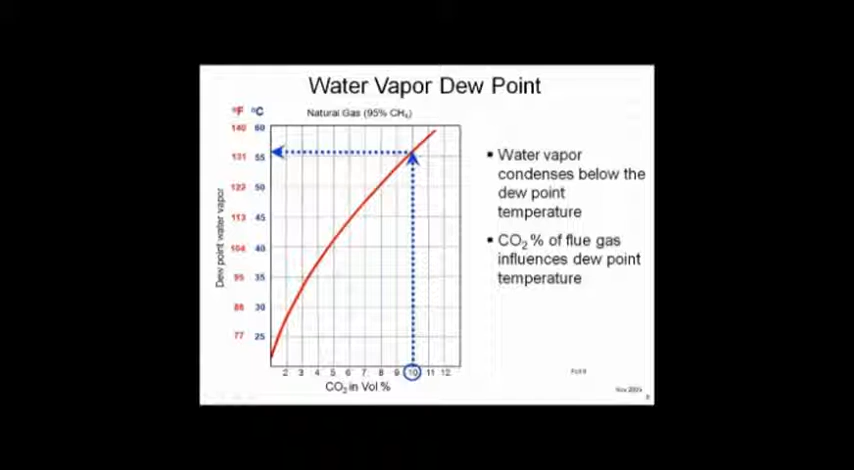 Water Vapor Dew Point
°F °C
Natural Gas (95% CH₄)
140 60
131 55
122 50
113 45
104 40
95 35
86 30
77 25
Dew point water vapor
2 3 4 5 6 7 8 9 10 11 12
CO₂ in Vol %
▪ Water vapor
condenses below the
dew point
temperature
▪ CO₂ % of flue gas
influences dew point
temperature